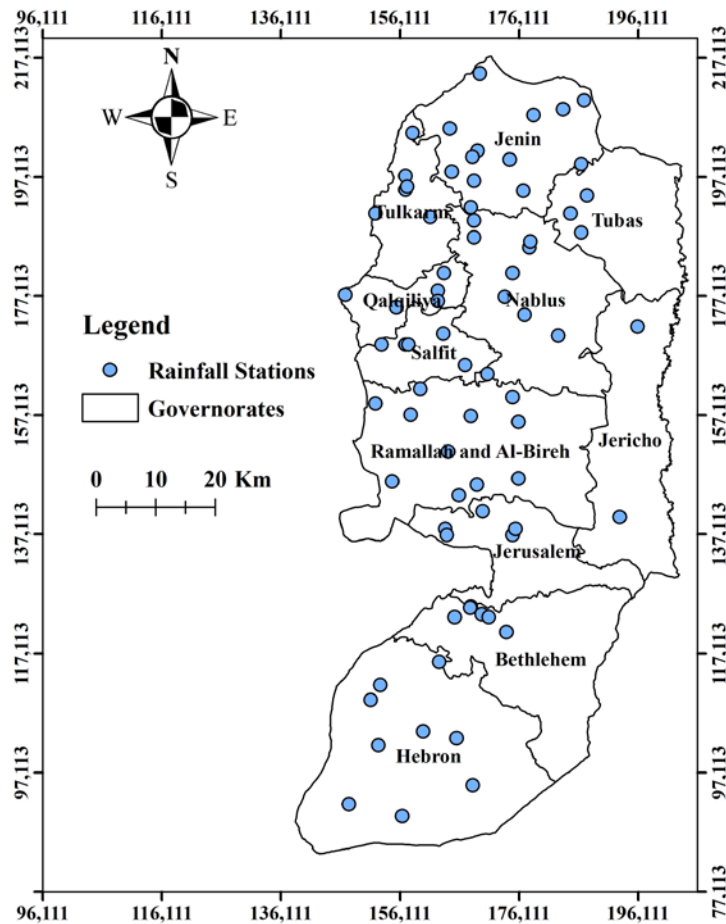 96,111 116,111 136,111 156,111 176,111 196,111
217,113 217,113
N
W E
S
Jenin
197,113 197,113
Tulkarm
Tubas
177,113 177,113
Qalqiliya
Nablus
Legend
Salfit
Rainfall Stations
Governorates
157,113 157,113
Jericho
Ramallah and Al-Bireh
0 10 20 Km
137,113 137,113
Jerusalem
117,113 117,113
Bethlehem
Hebron
97,113 97,113
77,113
96,111 116,111 136,111 156,111 176,111 196,111